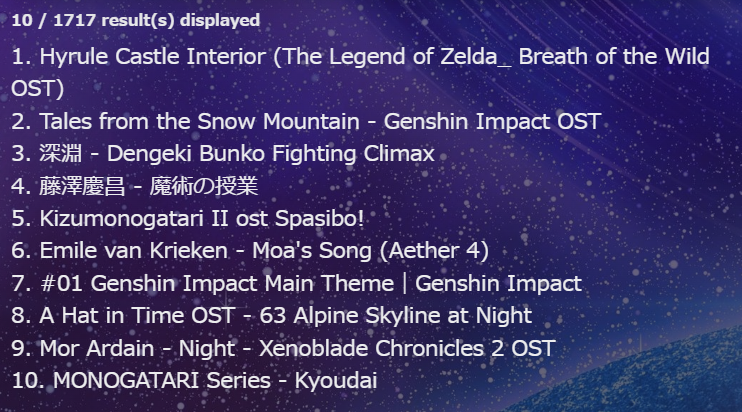 10 / 1717 result(s) displayed
1. Hyrule Castle Interior (The Legend of Zelda_ Breath of the Wild
OST)
2. Tales from the Snow Mountain - Genshin Impact OST
3. 深淵 - Dengeki Bunko Fighting Climax
4. 藤澤慶昌 - 魔術の授業
5. Kizumonogatari II ost Spasibo!
6. Emile van Krieken - Moa's Song (Aether 4)
7. #01 Genshin Impact Main Theme | Genshin Impact
8. A Hat in Time OST - 63 Alpine Skyline at Night
9. Mor Ardain - Night - Xenoblade Chronicles 2 OST
10. MONOGATARI Series - Kyoudai